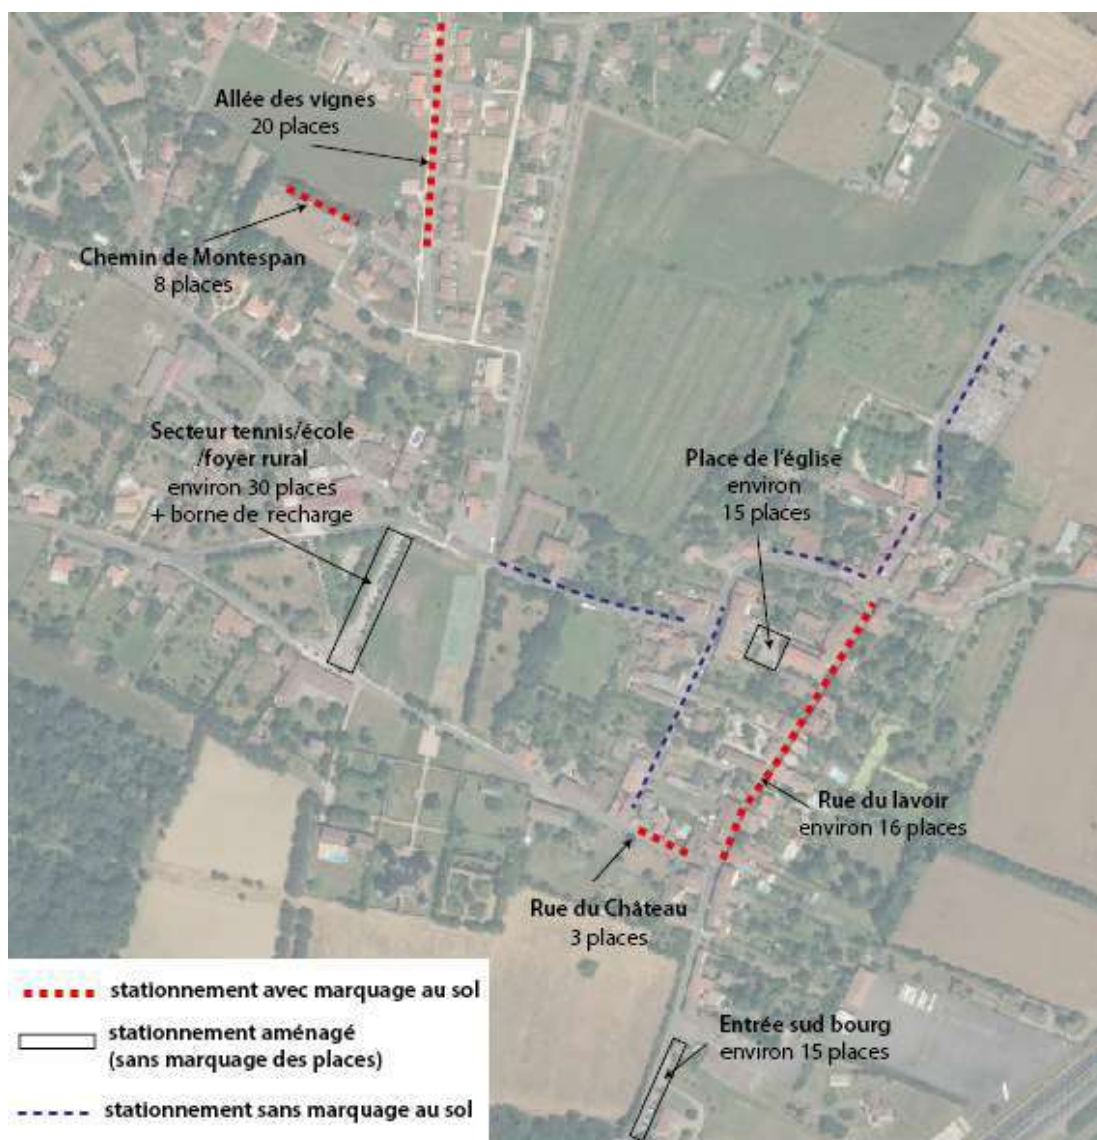 Allée des vignes
20 places
Chemin de Montespan
8 places
Secteur tennis/école
/foyer rural
environ 30 places
+ borne de recharge
Place de l'église
environ
15 places
Rue du lavoir
environ 16 places
Rue du Château
3 places
Entrée sud bourg
environ 15 places
stationnement avec marquage au sol
stationnement aménagé
(sans marquage des places)
stationnement sans marquage au sol